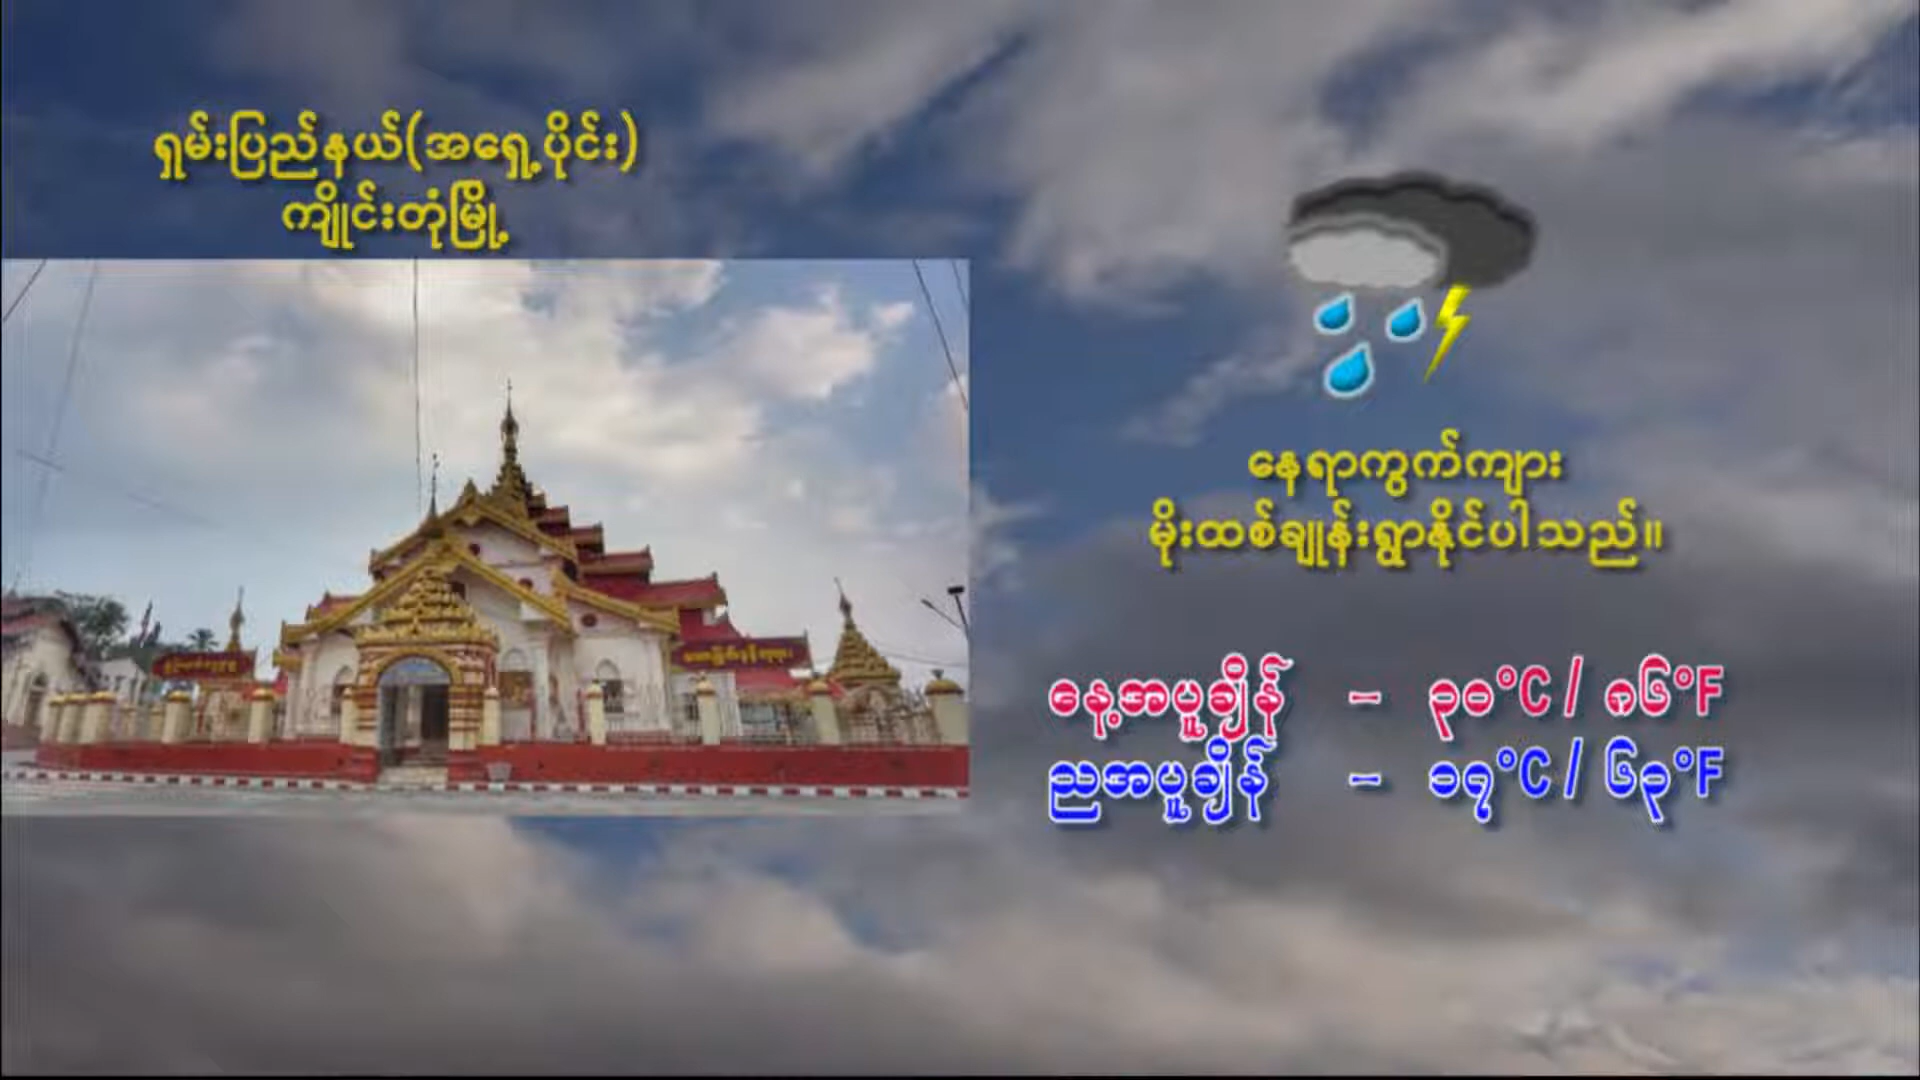 ရှမ်းပြည်နယ်(အရှေ့ပိုင်း)
ကျိုင်းတုံမြို့
နေရာကွက်ကျား
မိုးထစ်ချုန်းရွာနိုင်ပါသည်။
နေ့အပူချိန် - ၃၀°C / ၈၆°F
ညအပူချိန် - ၁၇°C / ၆၃°F